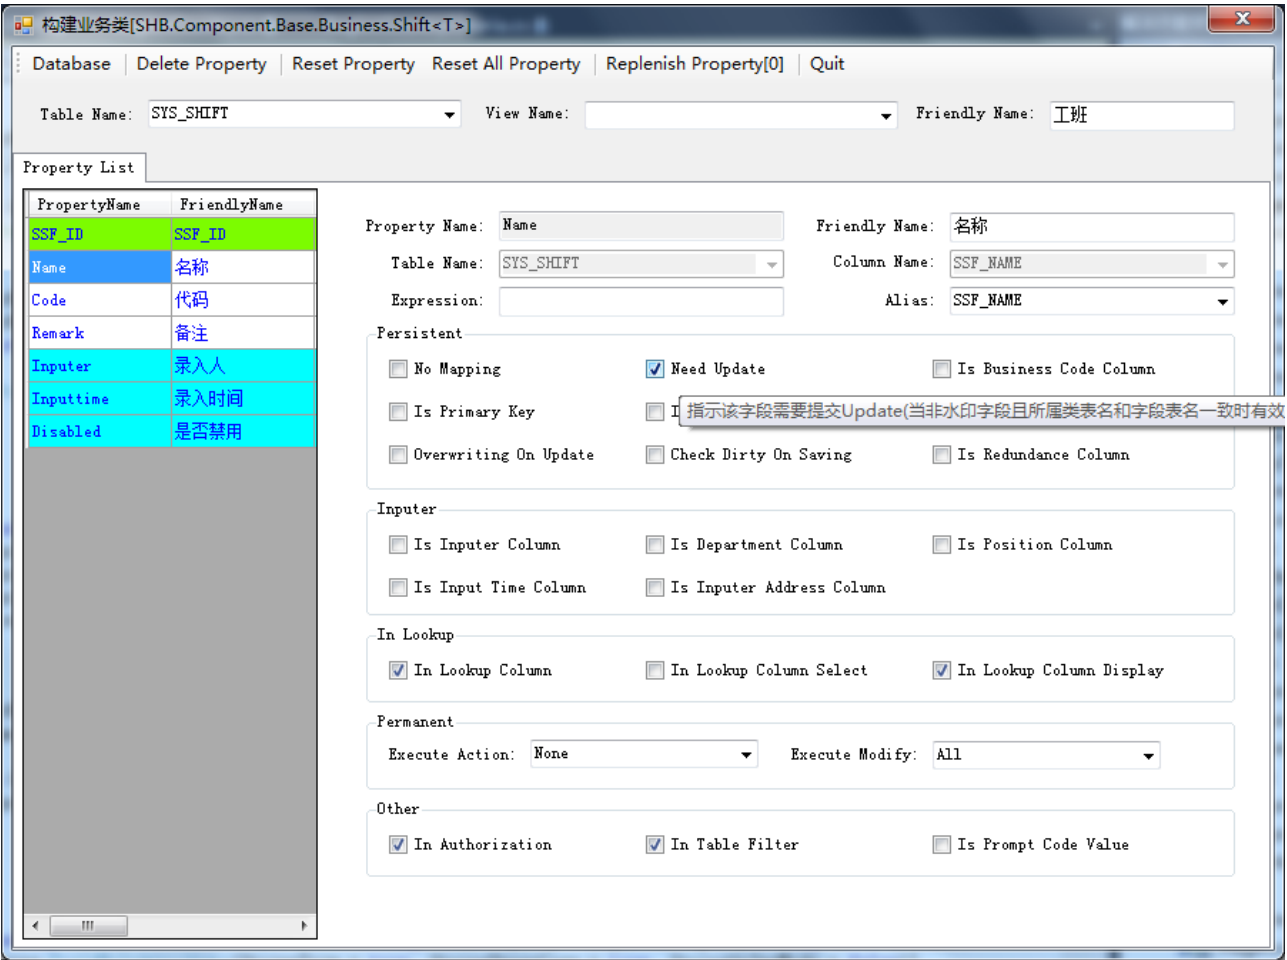 构建业务类[SHB.Component.Base.Business.Shift<T>]
Database Delete Property Reset Property Reset All Property Replenish Property[0] Quit
Table Name: SYS_SHIFT View Name: Friendly Name: 工班
Property List
PropertyName FriendlyName
SSF_ID SSF_ID
Name 名称
Code 代码
Remark 备注
Inputer 录入人
Inputtime 录入时间
Disabled 是否禁用
Property Name: Name Friendly Name: 名称
Table Name: SYS_SHIFT Column Name: SSF_NAME
Expression: Alias: SSF_NAME
Persistent
No Mapping Need Update Is Business Code Column
Is Primary Key I 指示该字段需要提交Update(当非水印字段且所属类表名和字段表名一致时有效
Overwriting On Update Check Dirty On Saving Is Redundance Column
Inputer
Is Inputer Column Is Department Column Is Position Column
Is Input Time Column Is Inputer Address Column
In Lookup
In Lookup Column In Lookup Column Select In Lookup Column Display
Permanent
Execute Action: None Execute Modify: All
Other
In Authorization In Table Filter Is Prompt Code Value